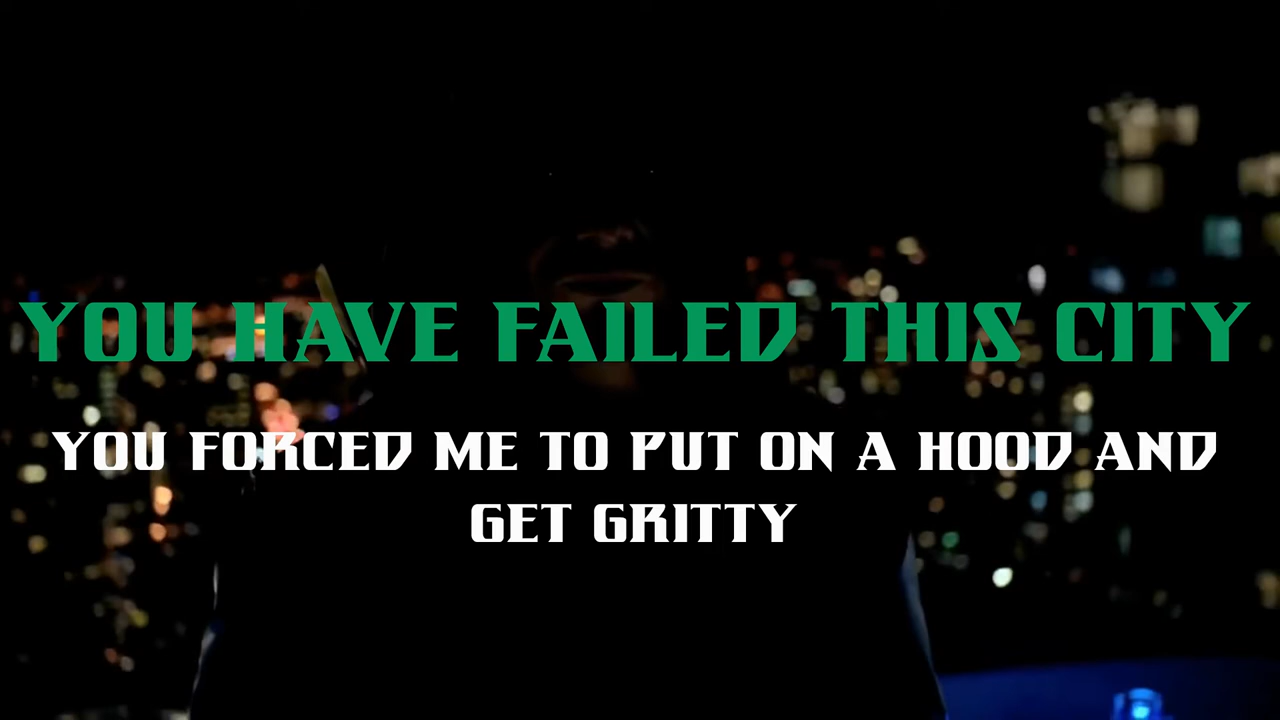 YOU HAVE FAILED THIS CITY
YOU FORCED ME TO PUT ON A HOOD AND
GET GRITTY